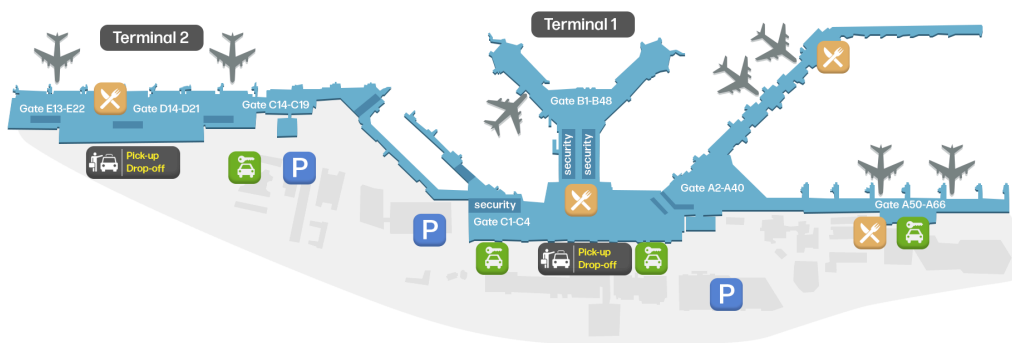 Terminal 2
Terminal 1
Gate E13-E22
Gate D14-D21
Gate C14-C19
Gate B1-B48
security
security
Pick-up
Drop-off
P
Gate A2-A40
security
Gate A50-A66
Gate C1-C4
P
Pick-up
Drop-off
P